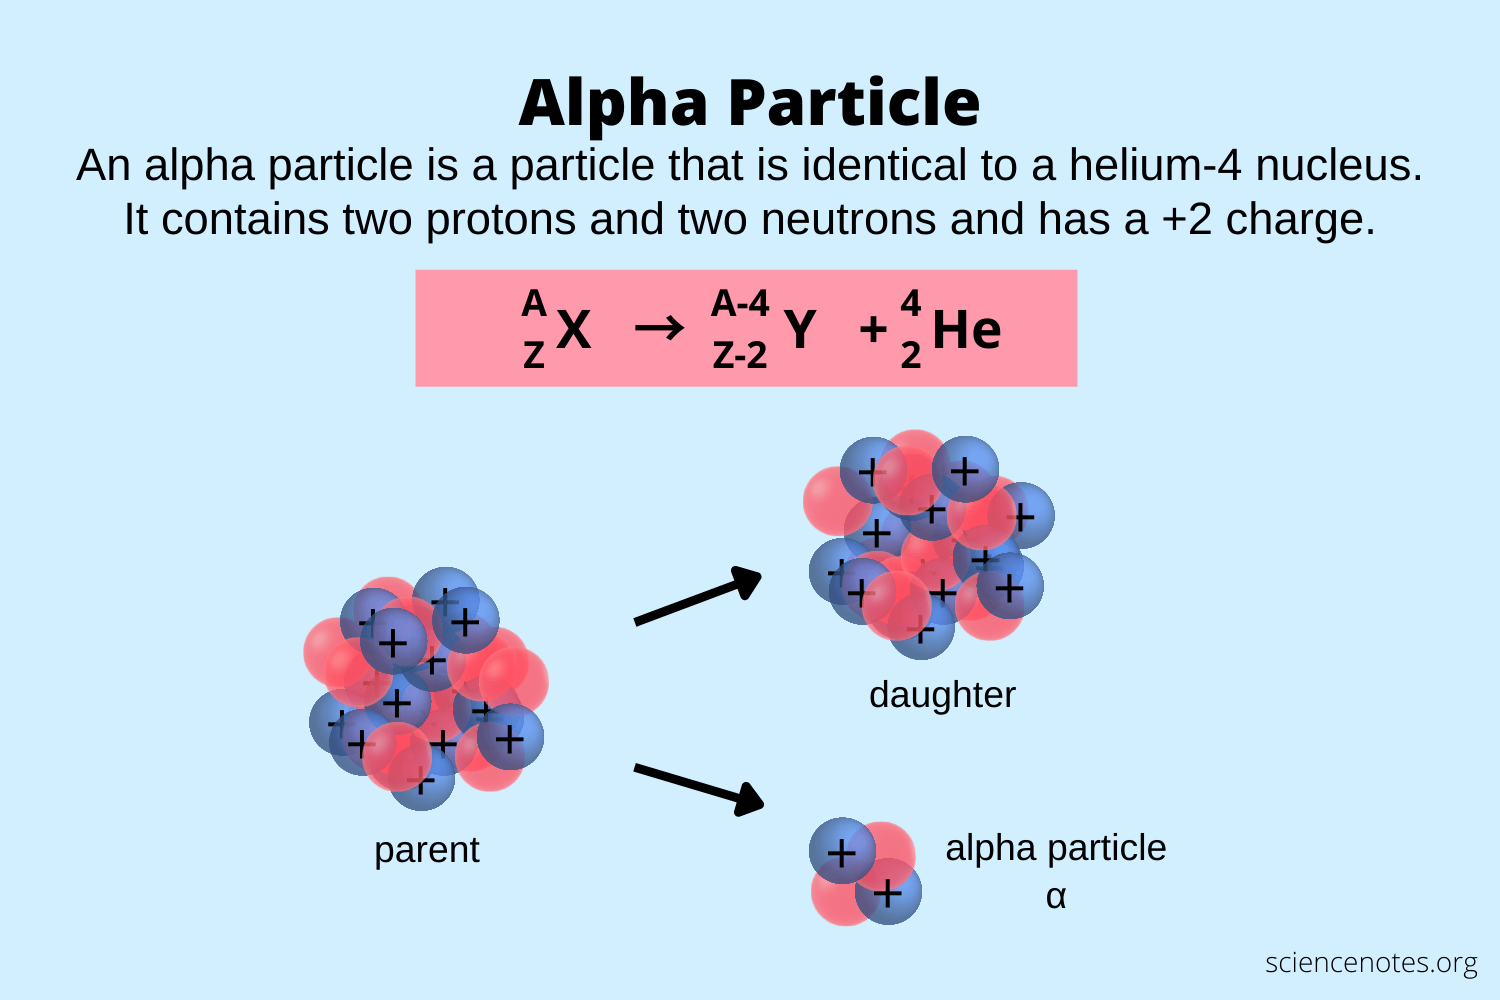 Alpha Particle
An alpha particle is a particle that is identical to a helium-4 nucleus.
It contains two protons and two neutrons and has a +2 charge.
A A-4 4
X → Y + He
Z Z-2 2
daughter
parent
alpha particle
α
sciencenotes.org